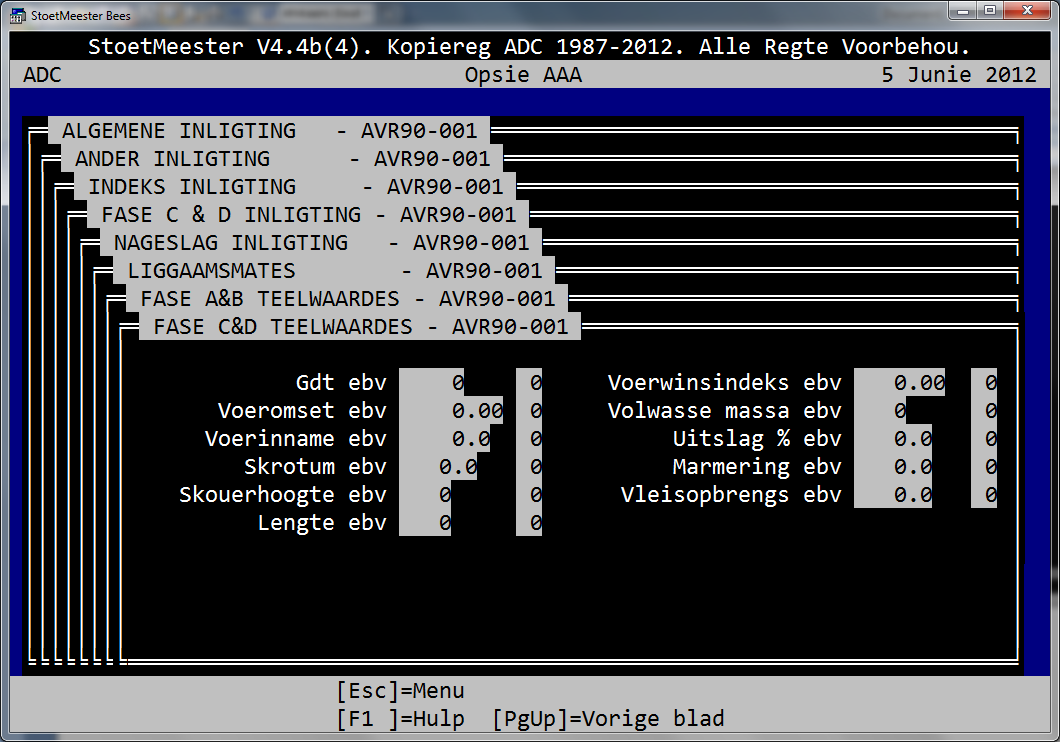 StoetMeester Bees
StoetMeester V4.4b(4). Kopiereg ADC 1987-2012. Alle Regte Voorbehou.
ADC Opsie AAA 5 Junie 2012
ALGEMENE INLIGTING - AVR90-001
ANDER INLIGTING - AVR90-001
INDEKS INLIGTING - AVR90-001
FASE C & D INLIGTING - AVR90-001
NAGESLAG INLIGTING - AVR90-001
LIGGAAMSMATES - AVR90-001
FASE A&B TEELWAARDES - AVR90-001
FASE C&D TEELWAARDES - AVR90-001
Gdt ebv 0 0 Voerwinsindeks ebv 0.00 0
Voeromset ebv 0.00 0 Volwasse massa ebv 0 0
Voerinname ebv 0.0 0 Uitslag % ebv 0.0 0
Skrotum ebv 0.0 0 Marmering ebv 0.0 0
Skouerhoogte ebv 0 0 Vleisopbrengs ebv 0.0 0
Lengte ebv 0 0
[Esc]=Menu
[F1 ]=Hulp [PgUp]=Vorige blad